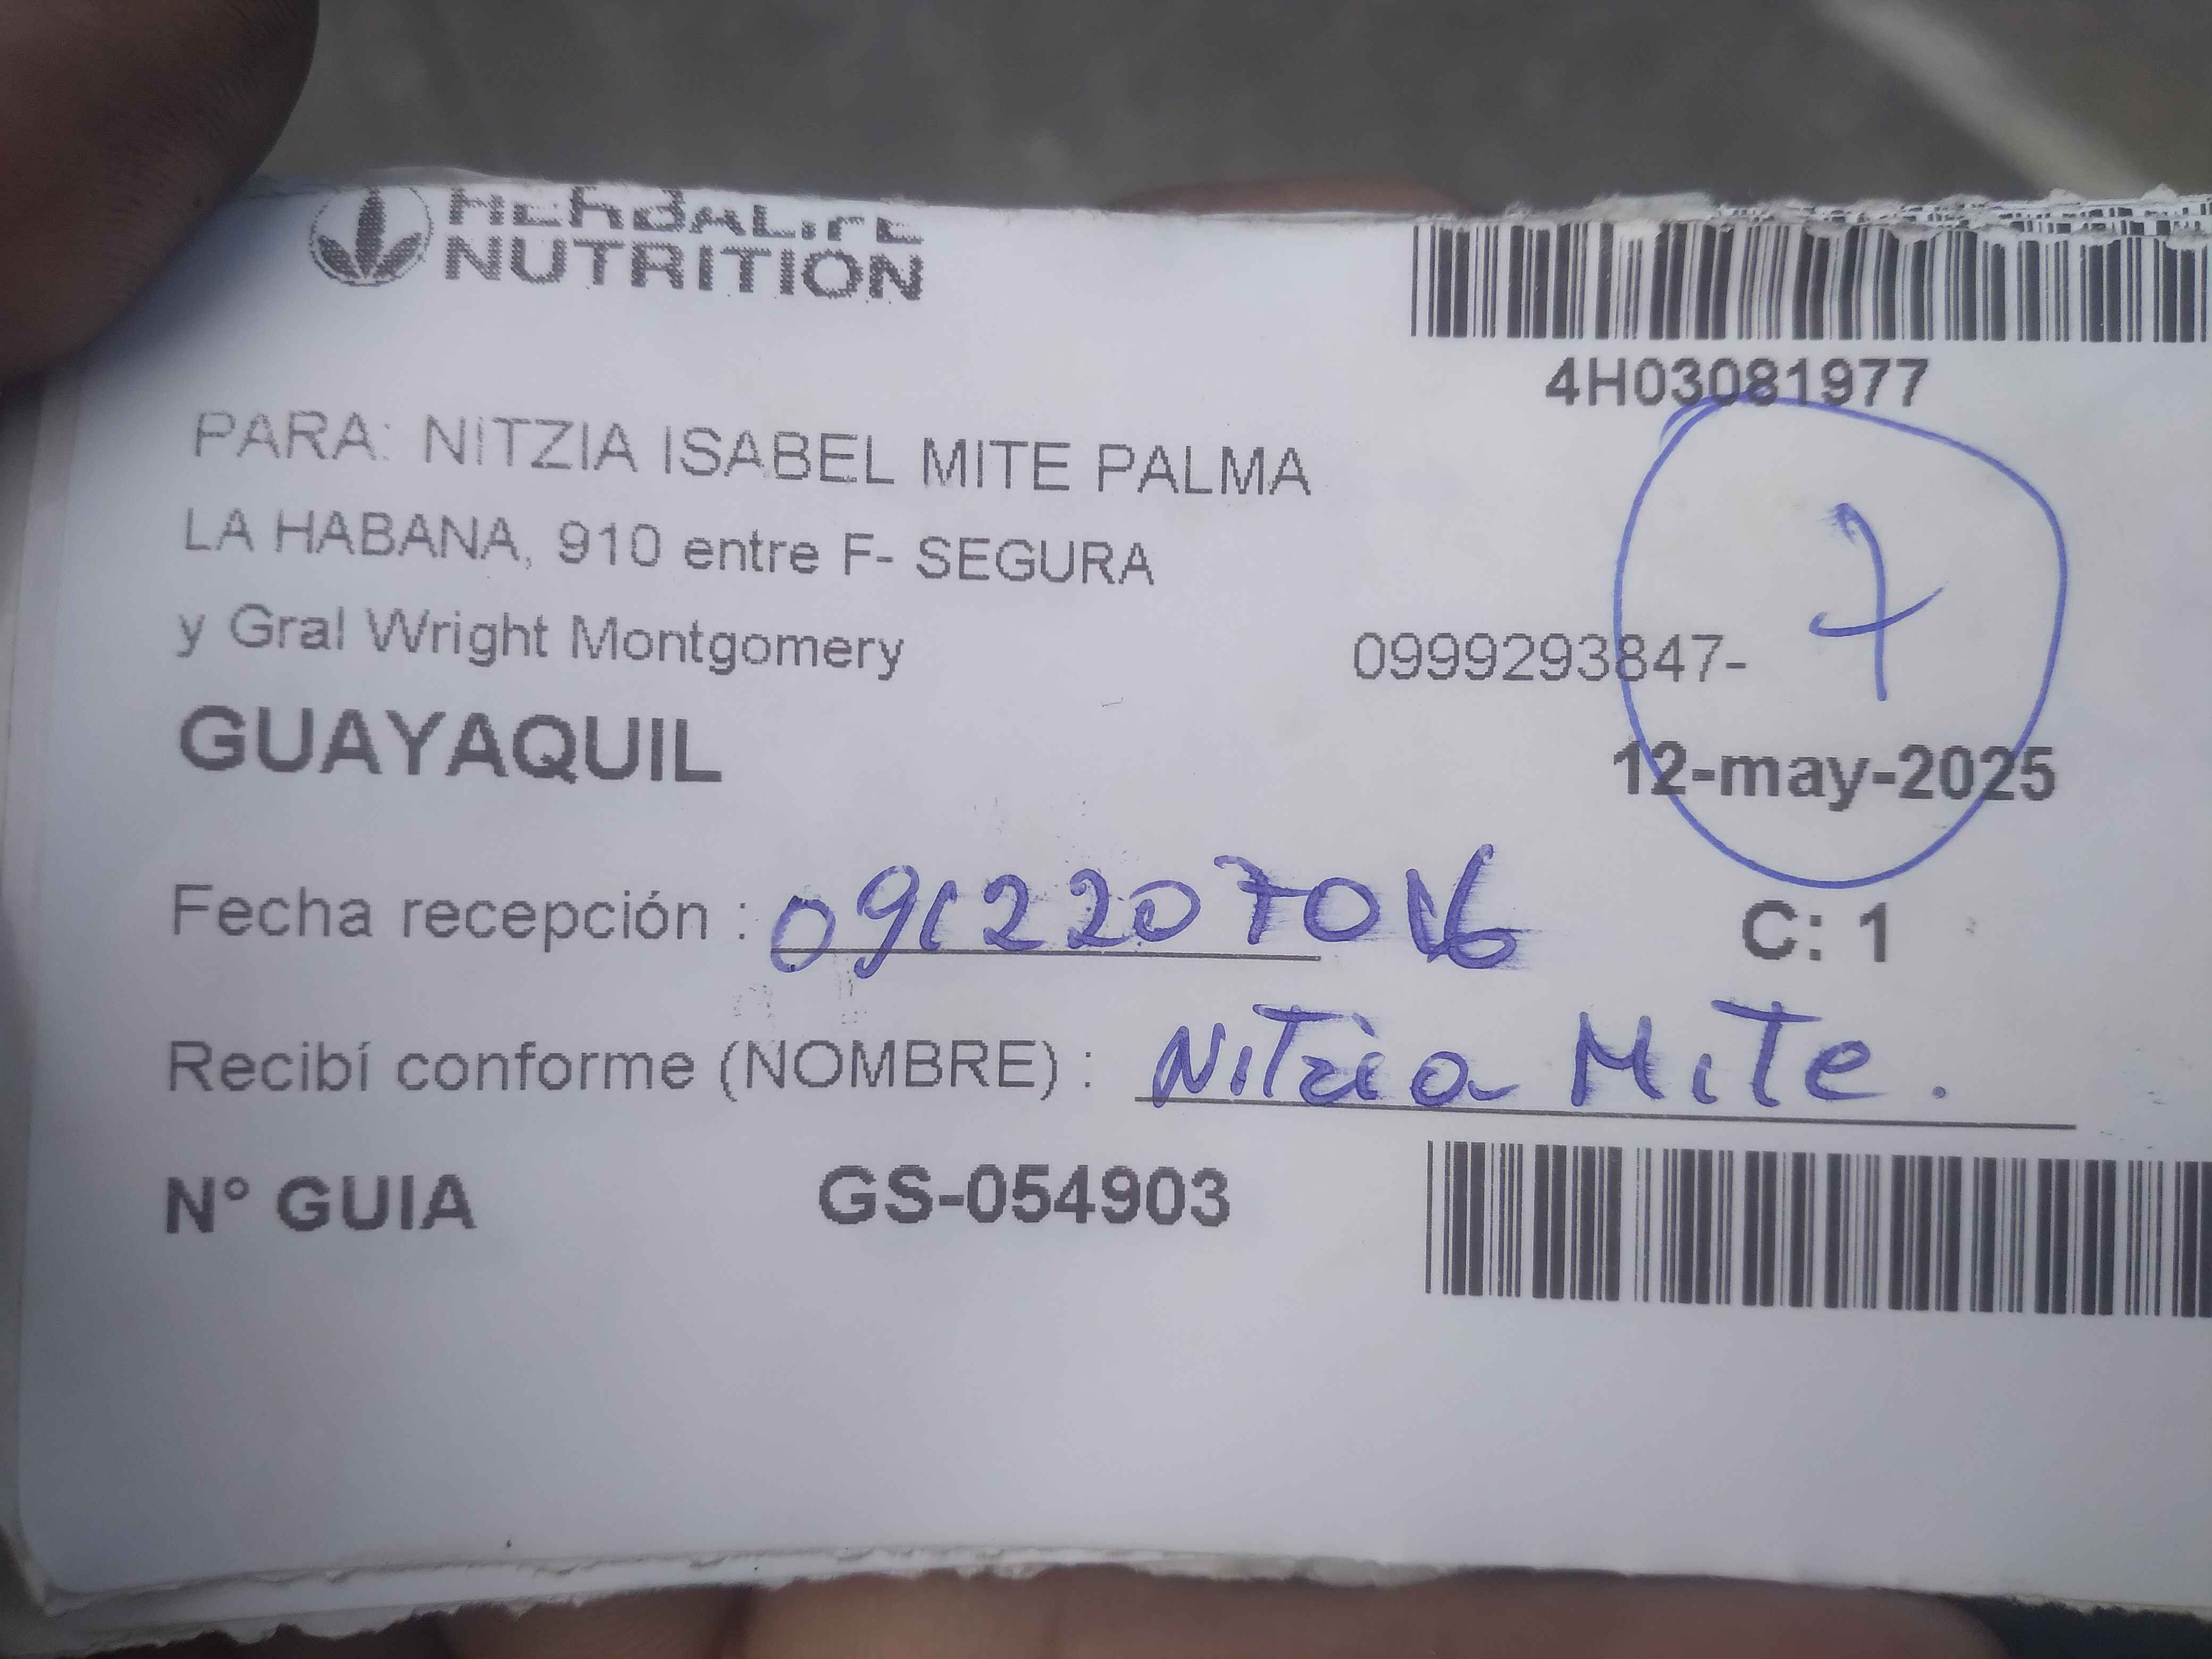 HERBALIFE
NUTRITION
4H03081977
PARA: NITZIA ISABEL MITE PALMA
LA HABANA, 910 entre F- SEGURA
y Gral Wright Montgomery
0999293847-
7
GUAYAQUIL
12-may-2025
Fecha recepción :
C: 1
Recibí conforme (NOMBRE) : Nitzia Mite.
N° GUIA GS-054903